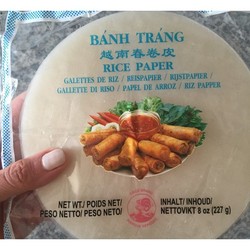 BÁNH TRÁNG
越南春卷皮
RICE PAPER
GALETTES DE RIZ / REISPAPIER / RIJSTPAPIER /
GALLETTE DI RISO / PAPEL DE ARROZ / RIZ PAPPER
NET WT./ POIDS NET/
PESO NETTO/ PESO NETO/
INHALT/ INHOUD/
NETTOVIKT 8 oz (227 g)